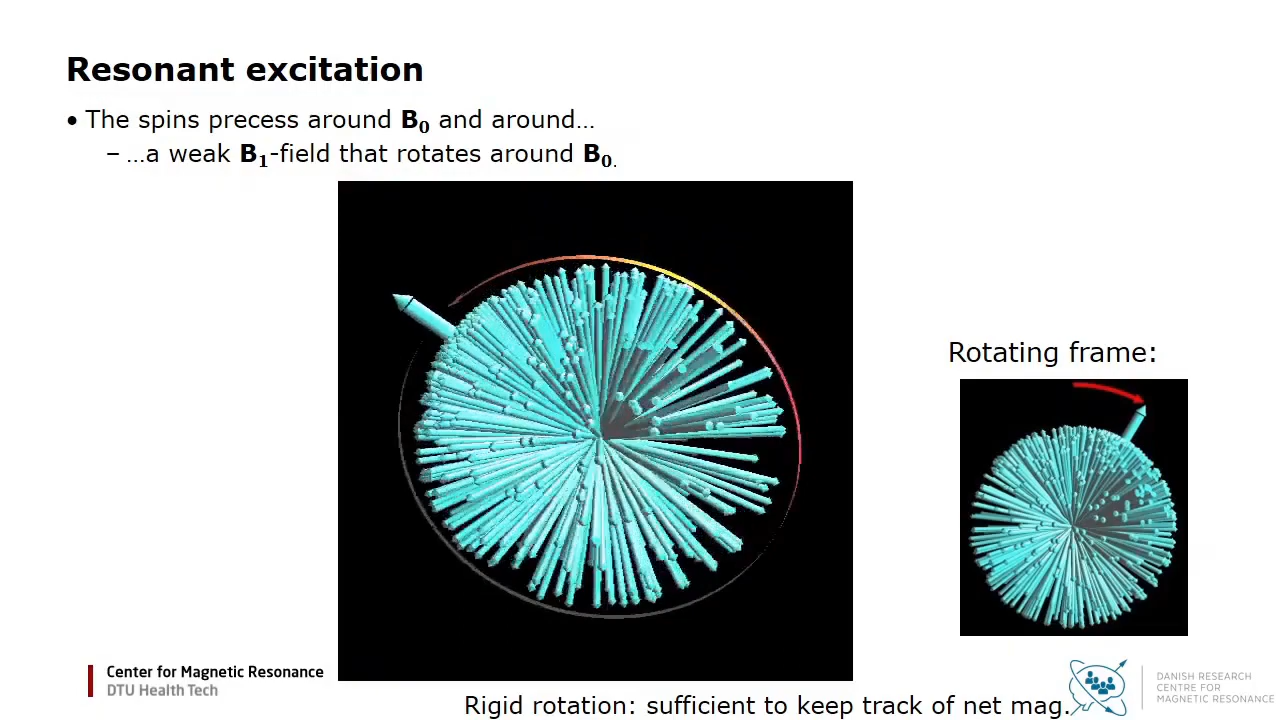 Resonant excitation
• The spins precess around B₀ and around…
– …a weak B₁-field that rotates around B₀.
Rotating frame:
Center for Magnetic Resonance
DTU Health Tech
DANISH RESEARCH
CENTRE FOR
MAGNETIC RESONANCE
Rigid rotation: sufficient to keep track of net mag.